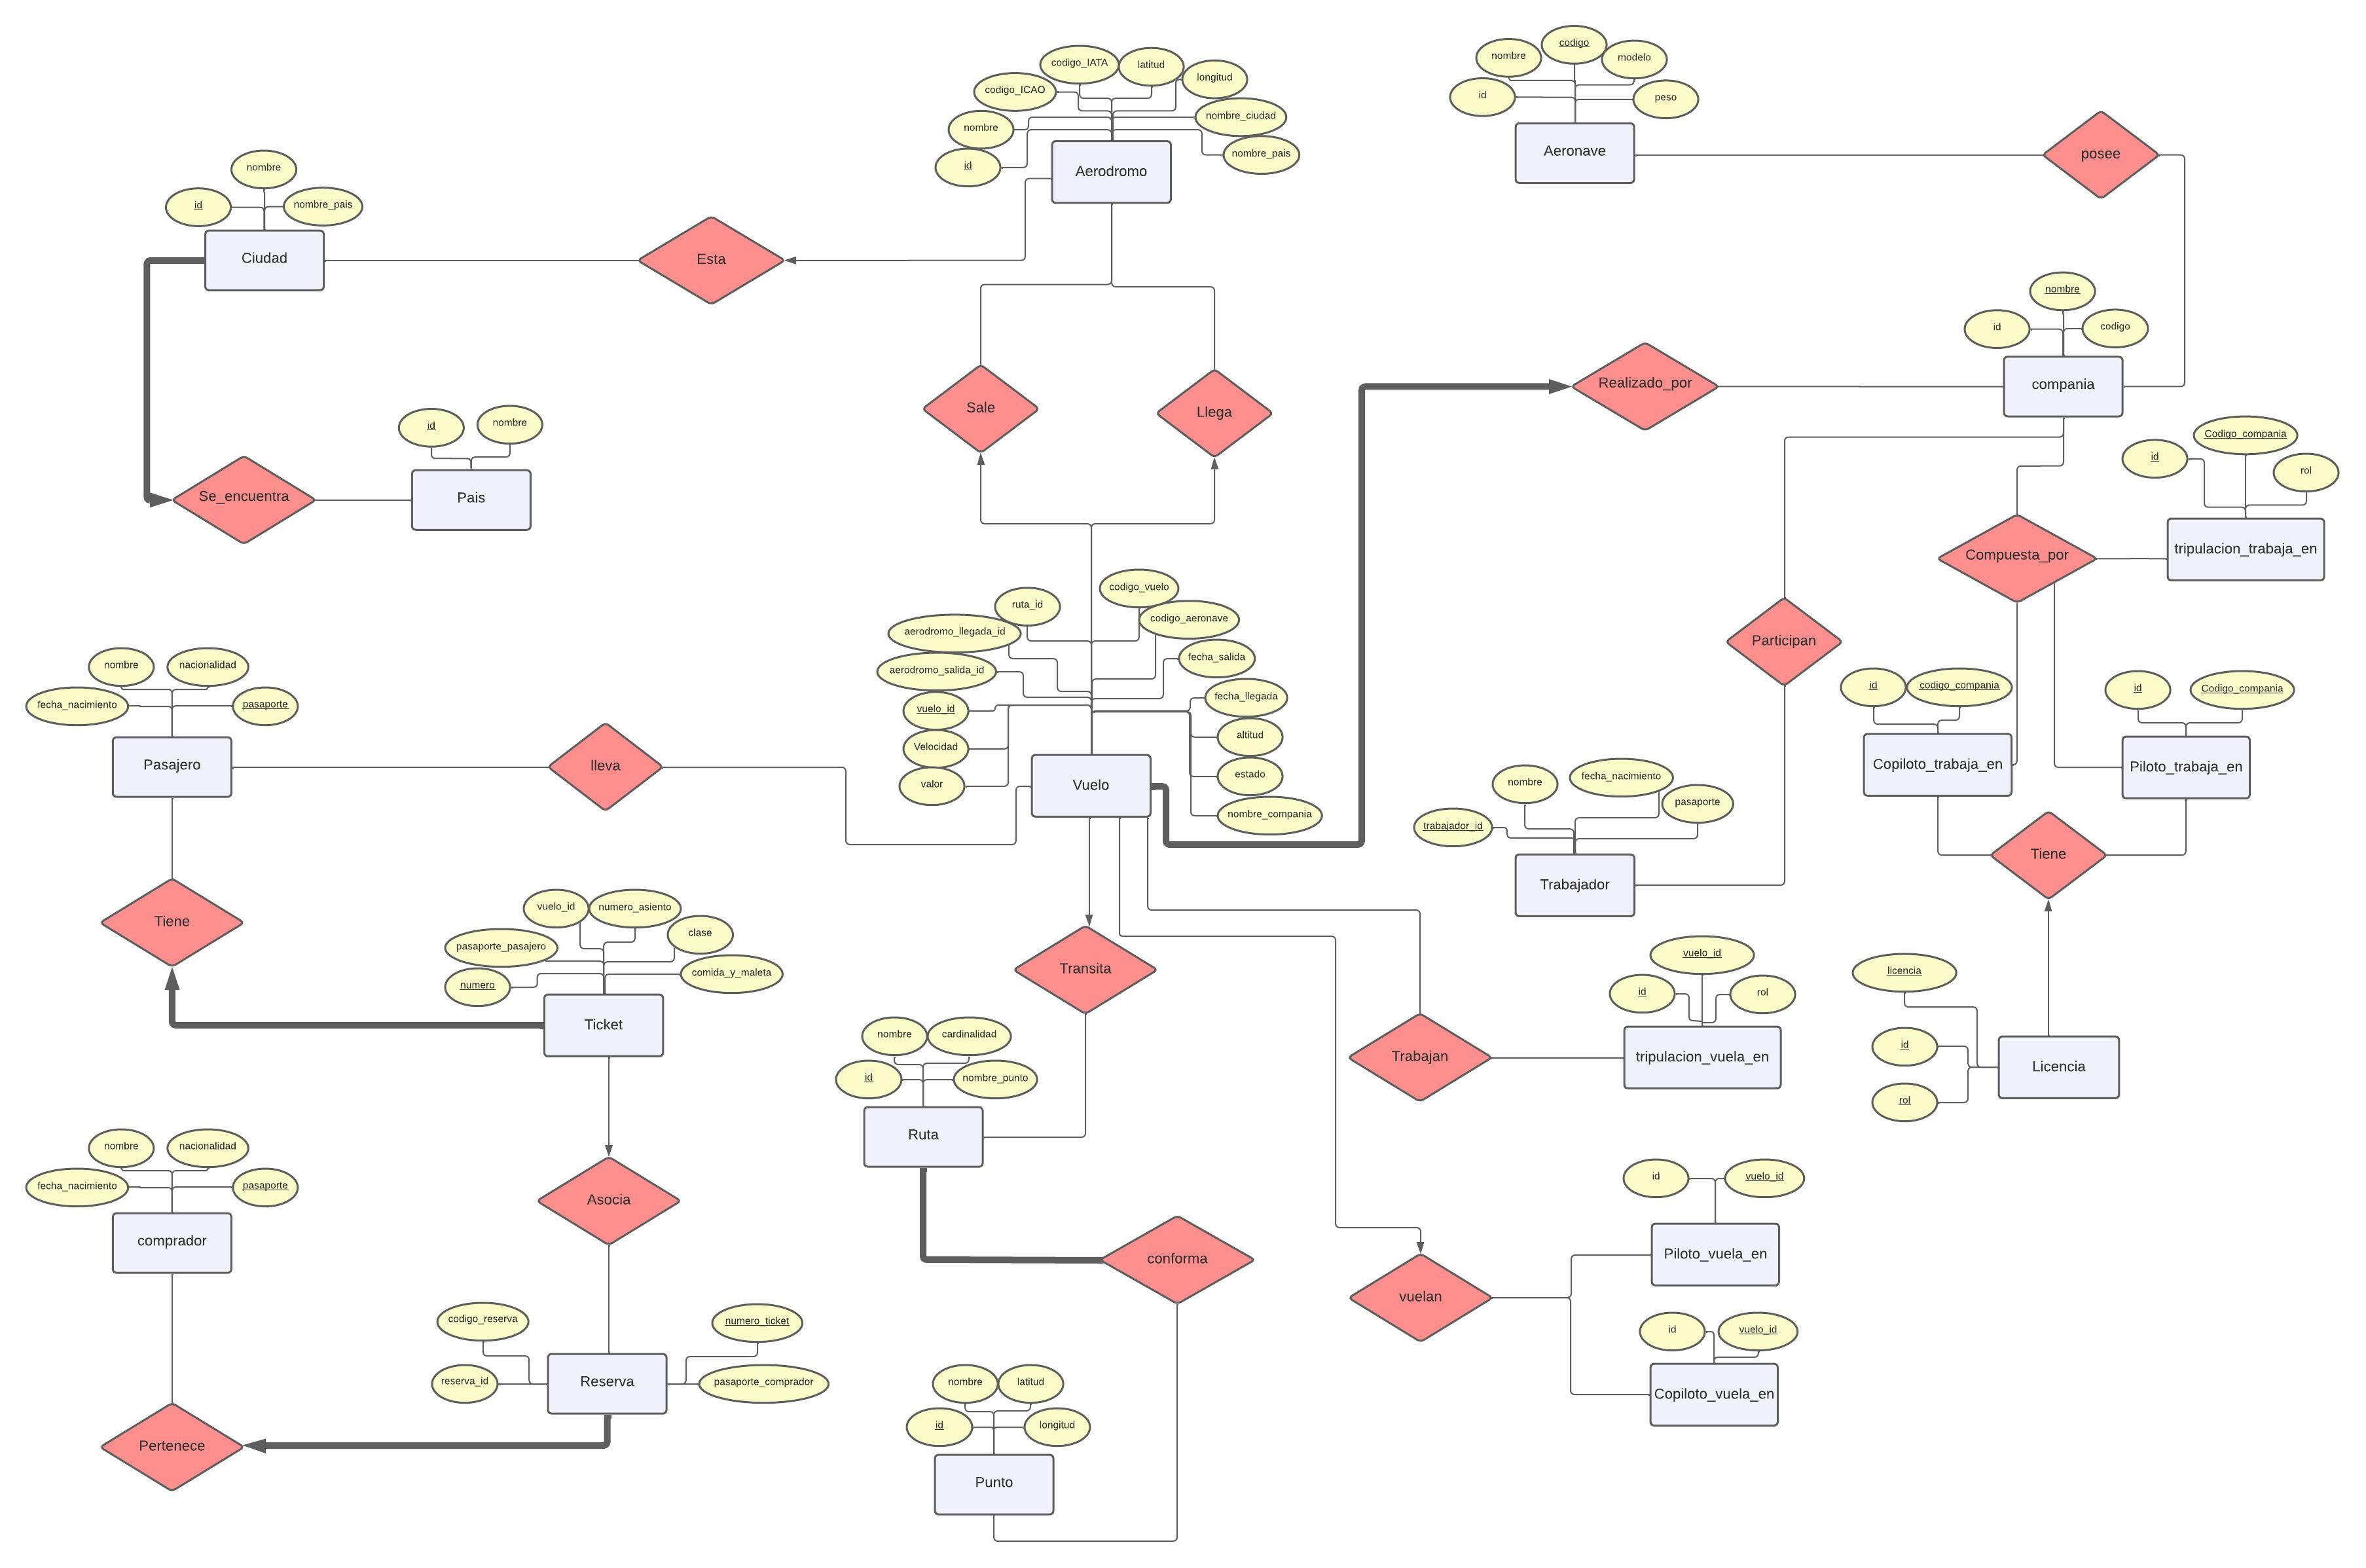 codigo_IATA
latitud
longitud
codigo_ICAO
nombre_ciudad
nombre
nombre_pais
id
Aerodromo
codigo
nombre
modelo
id
peso
Aeronave
posee
nombre
id
nombre_pais
Ciudad
Esta
nombre
id
codigo
compania
Realizado_por
Sale
Llega
id
nombre
Pais
Se_encuentra
Codigo_compania
id
rol
tripulacion_trabaja_en
Compuesta_por
Participan
codigo_vuelo
ruta_id
codigo_aeronave
aerodromo_llegada_id
fecha_salida
aerodromo_salida_id
fecha_llegada
vuelo_id
altitud
Velocidad
estado
valor
nombre_compania
Vuelo
nombre
nacionalidad
fecha_nacimiento
pasaporte
Pasajero
lleva
id
codigo_compania
Copiloto_trabaja_en
id
Codigo_compania
Piloto_trabaja_en
nombre
fecha_nacimiento
trabajador_id
pasaporte
Trabajador
Tiene
Tiene
vuelo_id
numero_asiento
clase
pasaporte_pasajero
comida_y_maleta
numero
Ticket
Transita
vuelo_id
id
rol
tripulacion_vuela_en
Trabajan
licencia
id
rol
Licencia
nombre
cardinalidad
id
nombre_punto
Ruta
nombre
nacionalidad
fecha_nacimiento
pasaporte
comprador
Asocia
conforma
id
vuelo_id
Piloto_vuela_en
vuelan
id
vuelo_id
Copiloto_vuela_en
codigo_reserva
numero_ticket
reserva_id
pasaporte_comprador
Reserva
Pertenece
nombre
latitud
id
longitud
Punto